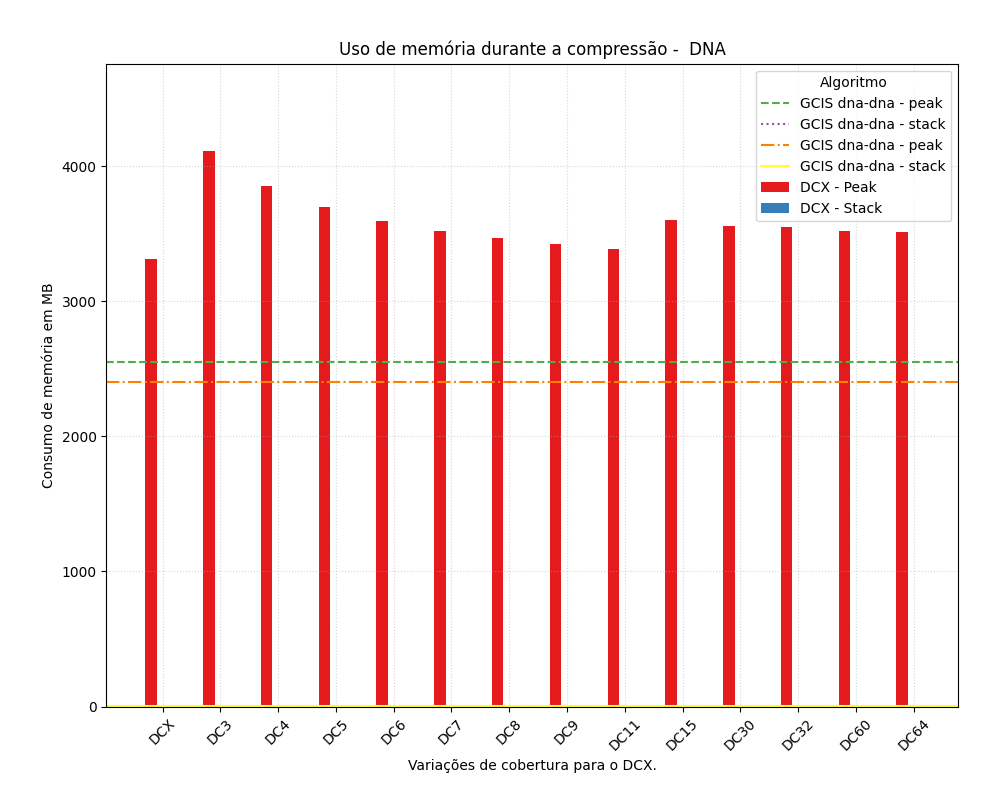 Uso de memória durante a compressão -  DNA
Algoritmo
GCIS dna-dna - peak
GCIS dna-dna - stack
GCIS dna-dna - peak
GCIS dna-dna - stack
DCX - Peak
DCX - Stack
Consumo de memória em MB
4000
3000
2000
1000
0
DCX
DC3
DC4
DC5
DC6
DC7
DC8
DC9
DC11
DC15
DC30
DC32
DC60
DC64
Variações de cobertura para o DCX.